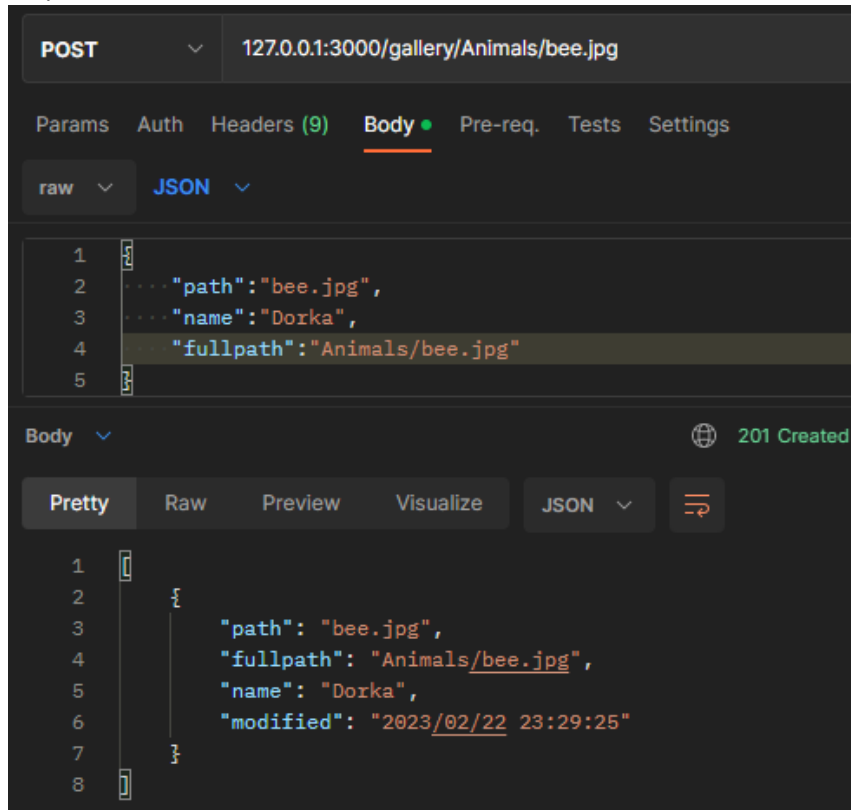 POST 127.0.0.1:3000/gallery/Animals/bee.jpg
Params Auth Headers (9) Body Pre-req. Tests Settings
raw JSON
1 {
2 "path":"bee.jpg",
3 "name":"Dorka",
4 "fullpath":"Animals/bee.jpg"
5 }
Body 201 Created
Pretty Raw Preview Visualize JSON
1 [
2 {
3 "path": "bee.jpg",
4 "fullpath": "Animals/bee.jpg",
5 "name": "Dorka",
6 "modified": "2023/02/22 23:29:25"
7 }
8 ]